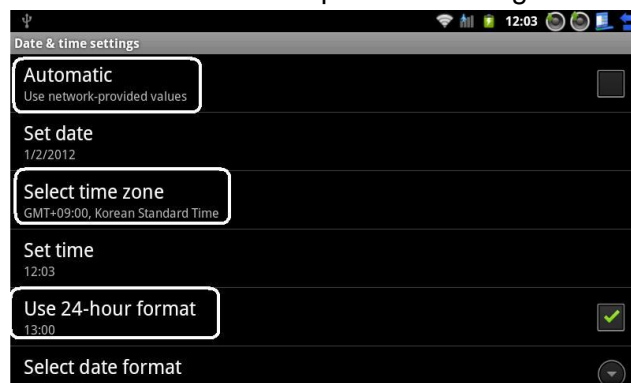 12:03
Date & time settings
Automatic
Use network-provided values
Set date
1/2/2012
Select time zone
GMT+09:00, Korean Standard Time
Set time
12:03
Use 24-hour format
13:00
Select date format